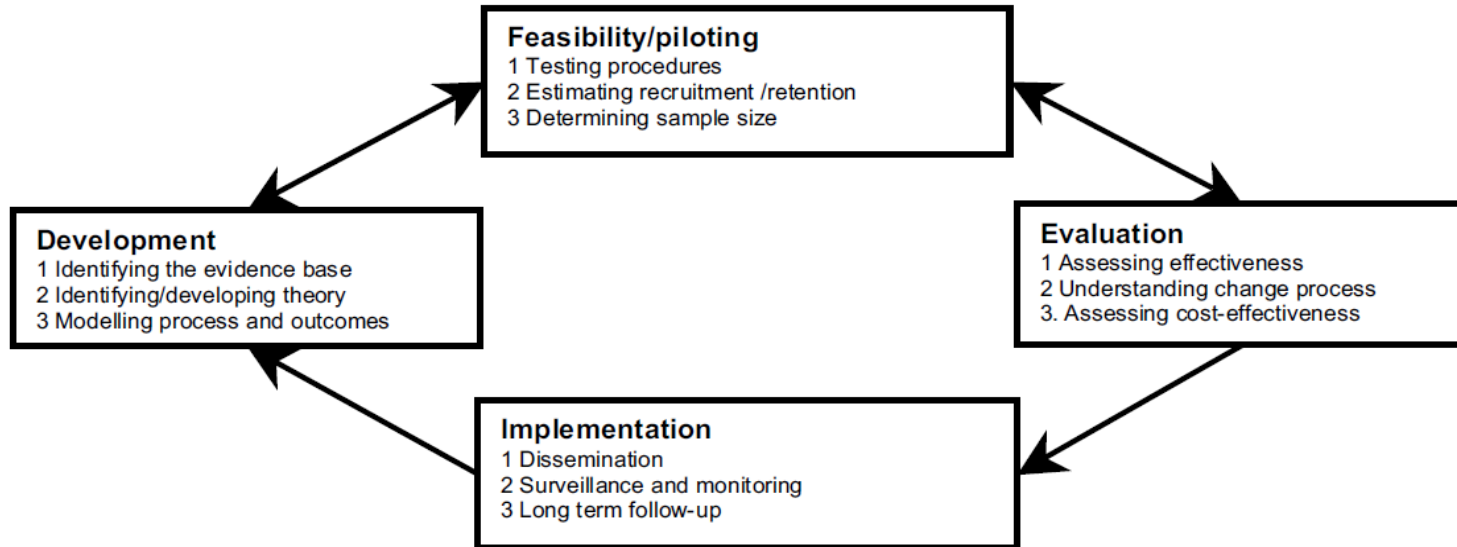 Feasibility/piloting
1 Testing procedures
2 Estimating recruitment /retention
3 Determining sample size
Development
1 Identifying the evidence base
2 Identifying/developing theory
3 Modelling process and outcomes
Evaluation
1 Assessing effectiveness
2 Understanding change process
3. Assessing cost-effectiveness
Implementation
1 Dissemination
2 Surveillance and monitoring
3 Long term follow-up